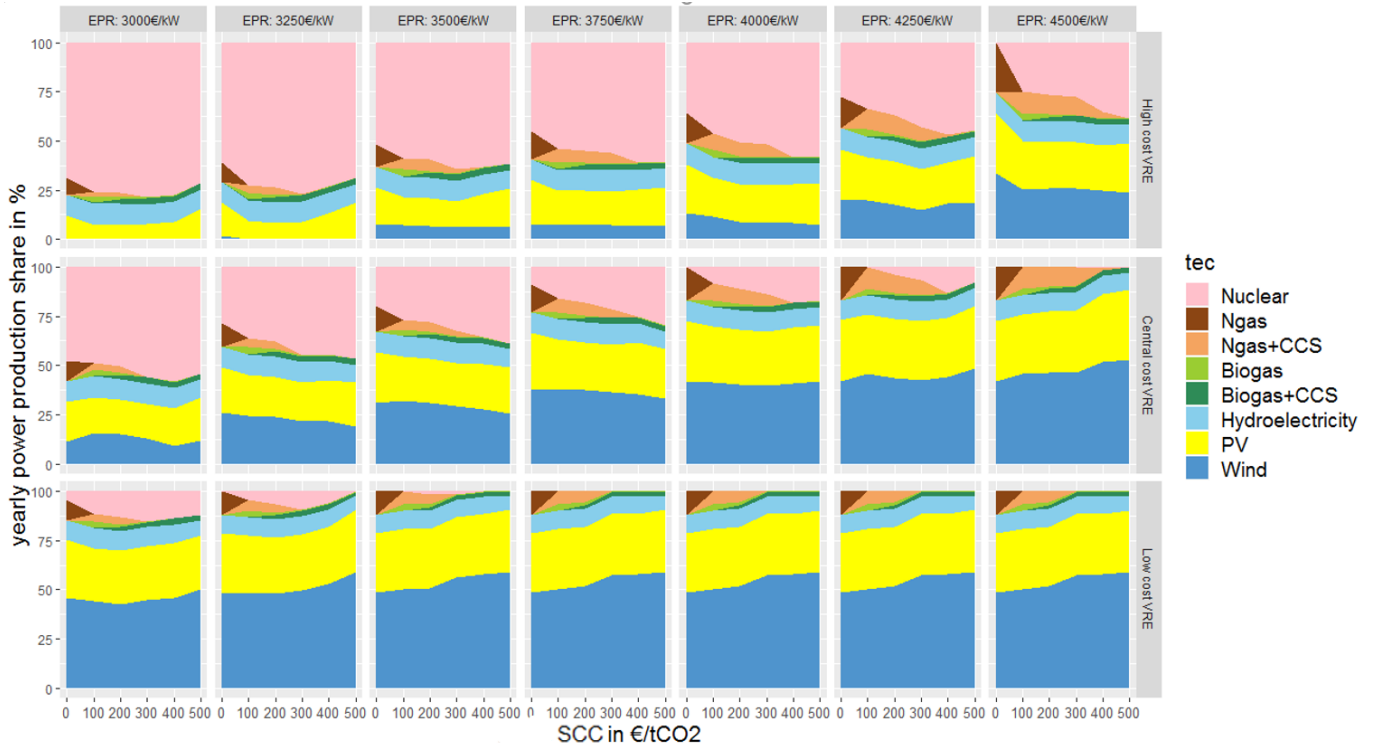 EPR: 3000€/kW EPR: 3250€/kW EPR: 3500€/kW EPR: 3750€/kW EPR: 4000€/kW EPR: 4250€/kW EPR: 4500€/kW
yearly power production share in %
100
75
50
25
0
High cost VRE
100
75
50
25
0
Central cost VRE
100
75
50
25
0
Low cost VRE
0 100 200 300 400 500 0 100 200 300 400 500 0 100 200 300 400 500 0 100 200 300 400 500 0 100 200 300 400 500 0 100 200 300 400 500 0 100 200 300 400 500
SCC in €/tCO2
tec
Nuclear
Ngas
Ngas+CCS
Biogas
Biogas+CCS
Hydroelectricity
PV
Wind